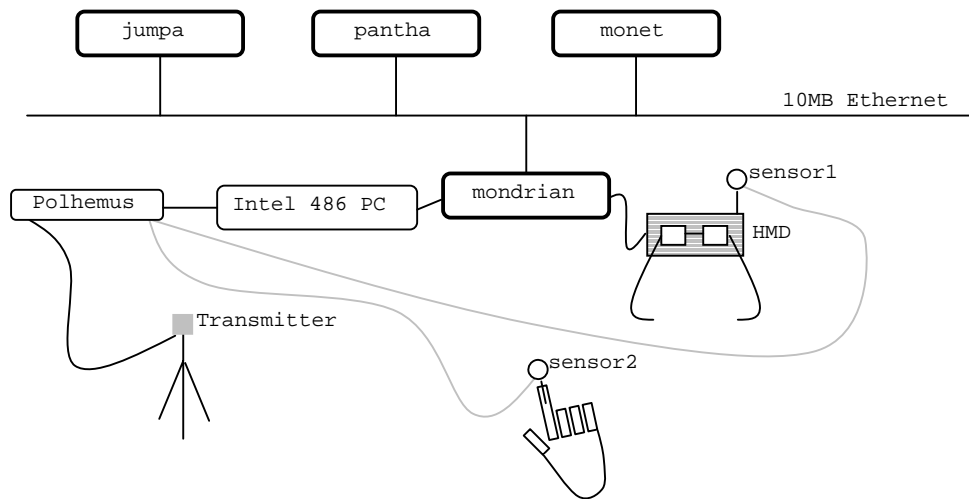 jumpa
pantha
monet
10MB Ethernet
sensor1
Polhemus
Intel 486 PC
mondrian
HMD
Transmitter
sensor2